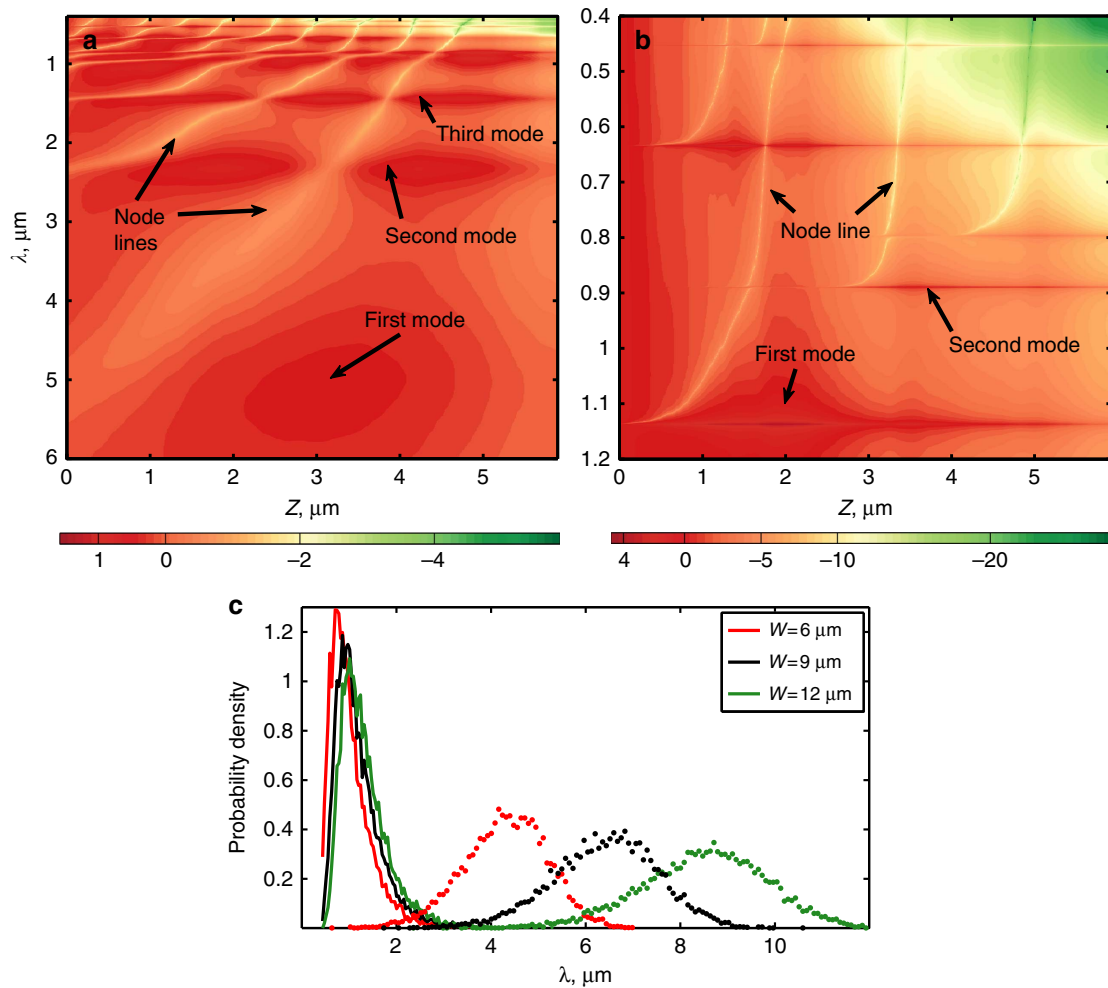 a
1
2
3
4
5
6
λ, μm
0
1
2
3
4
5
Z, μm
Third mode
Node
lines
Second mode
First mode
1
0
−2
−4
b
0.4
0.5
0.6
0.7
0.8
0.9
1
1.1
1.2
0
1
2
3
4
5
Z, μm
Node line
Second mode
First mode
4
0
−5
−10
−20
c
Probability density
1.2
1
0.8
0.6
0.4
0.2
2
4
6
8
10
λ, μm
W=6 μm
W=9 μm
W=12 μm